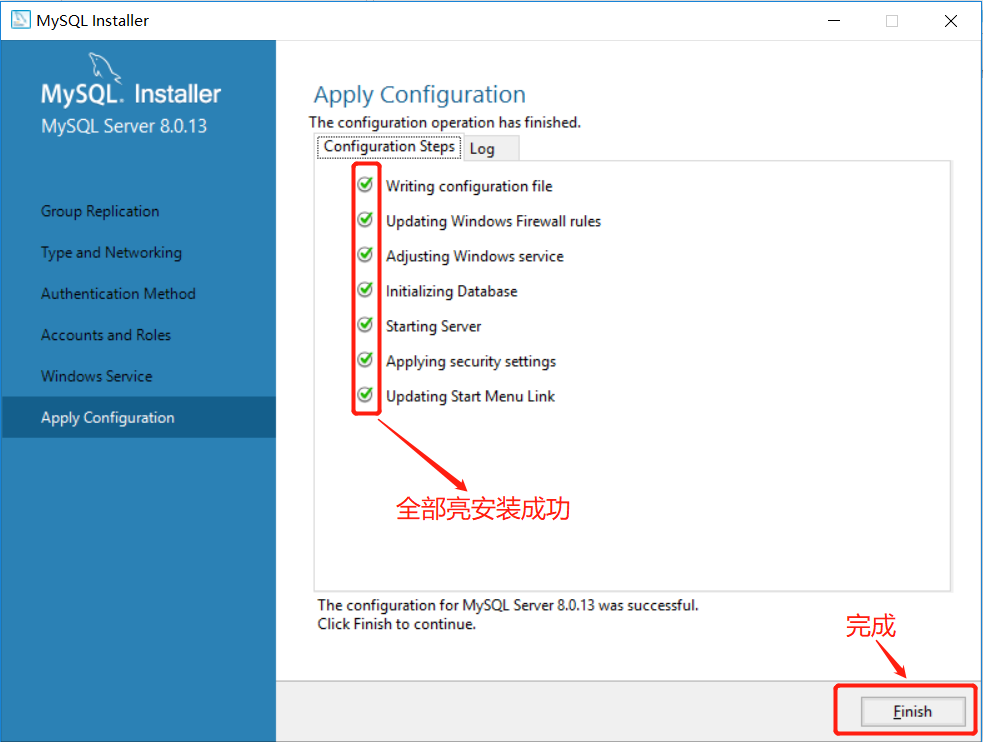 MySQL Installer
MySQL. Installer
MySQL Server 8.0.13
Group Replication
Type and Networking
Authentication Method
Accounts and Roles
Windows Service
Apply Configuration
Apply Configuration
The configuration operation has finished.
Configuration Steps Log
Writing configuration file
Updating Windows Firewall rules
Adjusting Windows service
Initializing Database
Starting Server
Applying security settings
Updating Start Menu Link
全部亮安装成功
The configuration for MySQL Server 8.0.13 was successful.
Click Finish to continue.
完成
Finish